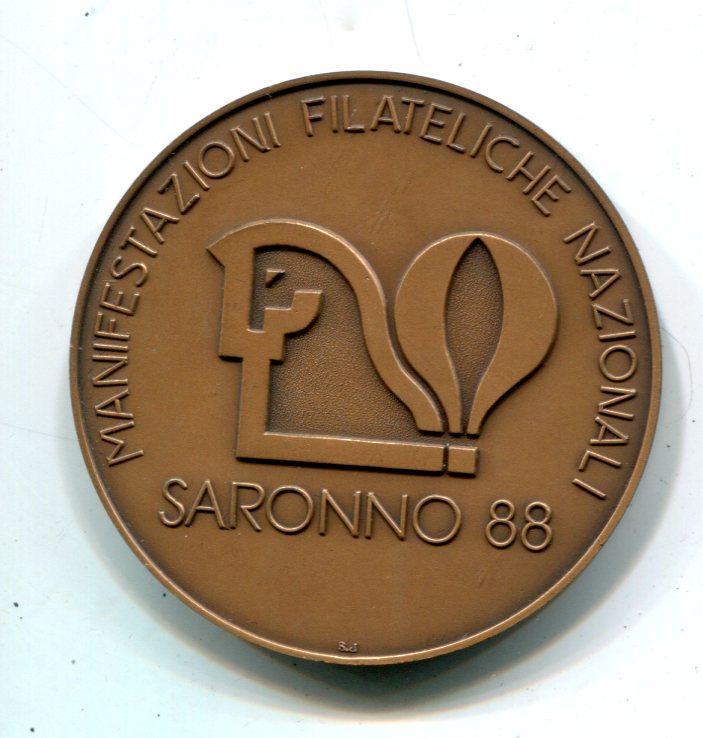 MANIFESTAZIONI FILATELICHE NAZIONALI
SARONNO 88